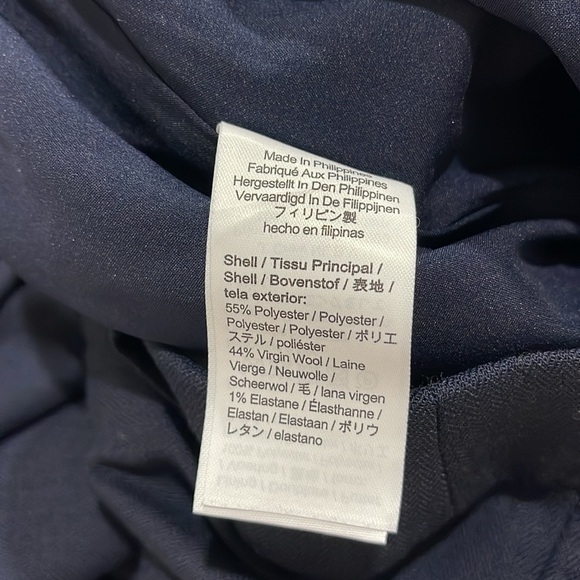 Made In Philippines
Fabriqué Aux Philippines
Hergestellt In Den Philippinen
Vervaardigd In De Filippijnen
フィリピン製
hecho en filipinas
Shell / Tissu Principal /
Shell / Bovenstof / 表地 /
tela exterior:
55% Polyester / Polyester /
Polyester / Polyester / ポリエ
ステル / poliéster
44% Virgin Wool / Laine
Vierge / Neuwolle /
Scheerwol / 毛 / lana virgen
1% Elastane / Élasthanne /
Elastan / Elastaan / ポリウ
レタン / elastano